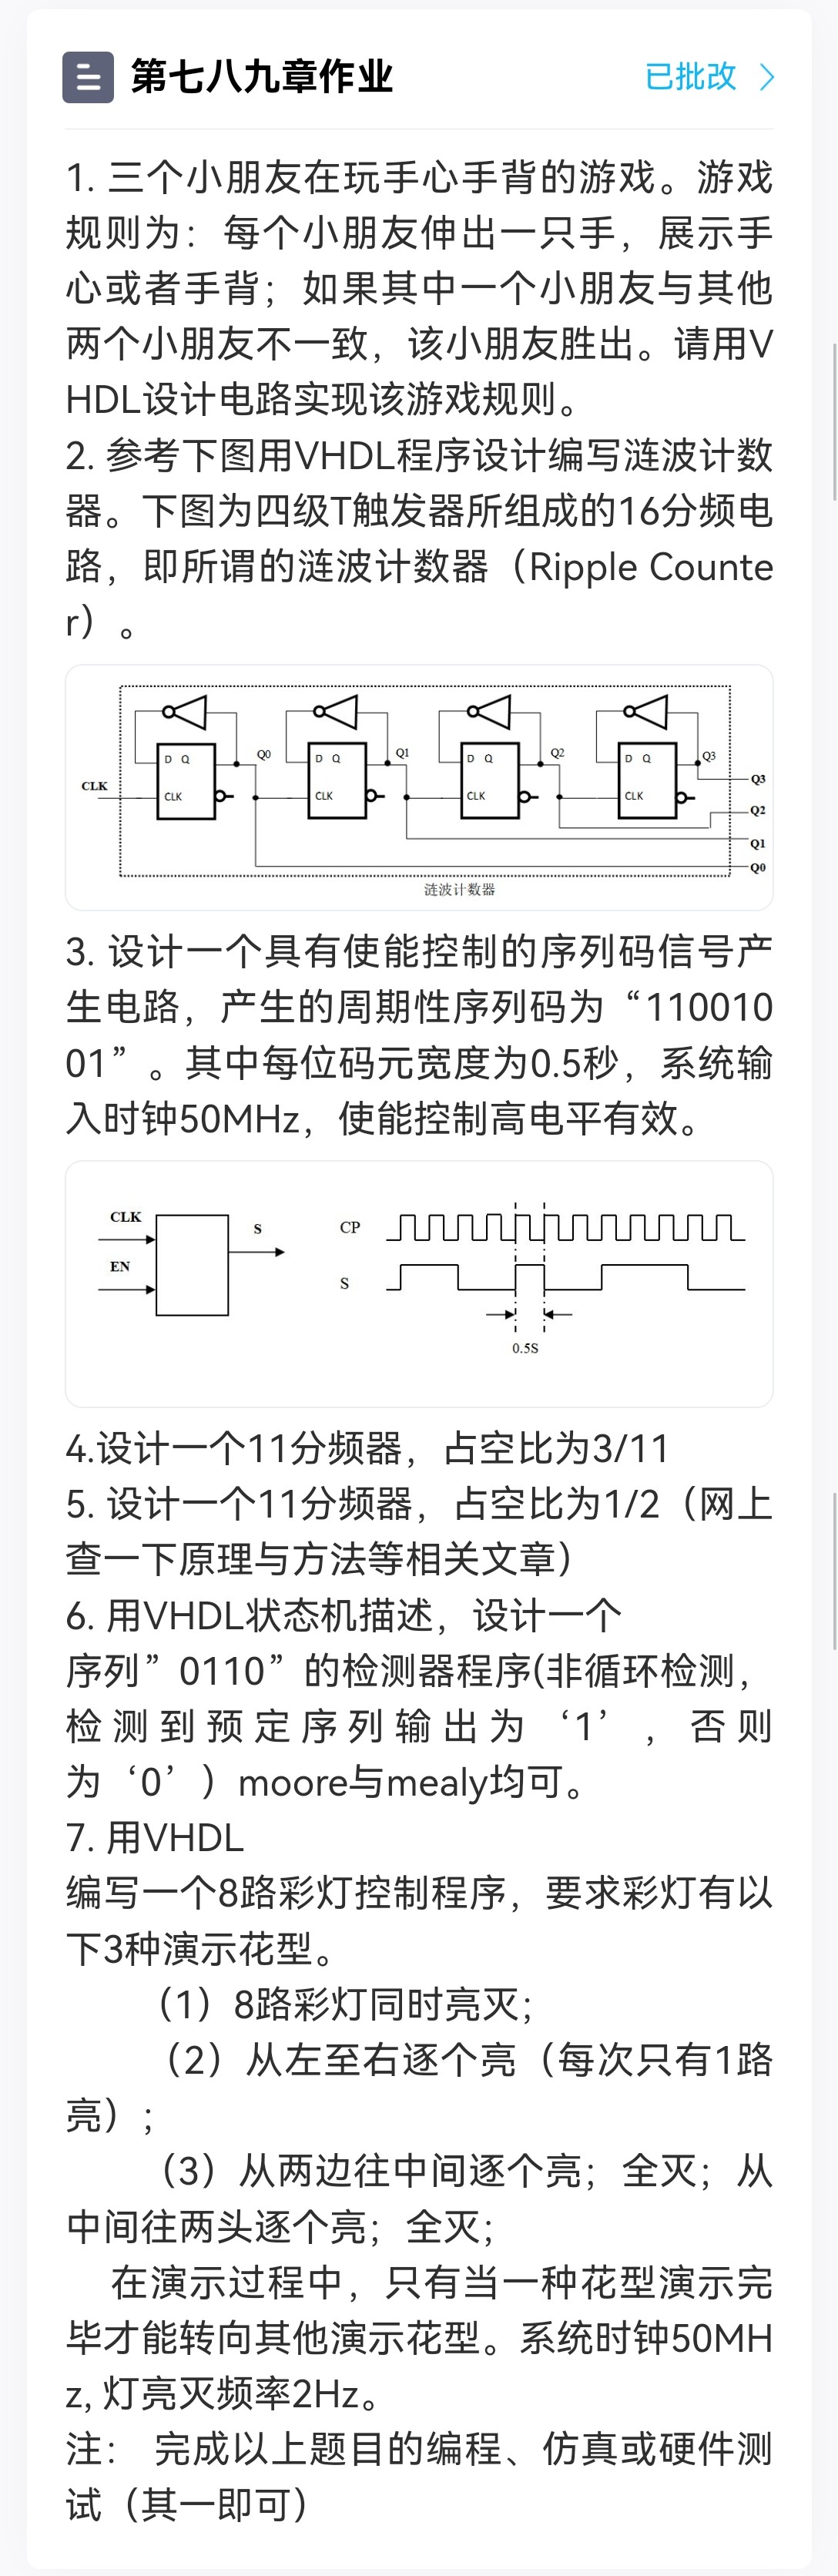 第七八九章作业
已批改
1. 三个小朋友在玩手心手背的游戏。游戏
规则为：每个小朋友伸出一只手，展示手
心或者手背；如果其中一个小朋友与其他
两个小朋友不一致，该小朋友胜出。请用V
HDL设计电路实现该游戏规则。
2. 参考下图用VHDL程序设计编写涟波计数
器。下图为四级T触发器所组成的16分频电
路，即所谓的涟波计数器（Ripple Counte
r）。
D Q
Q0
D Q
Q1
D Q
Q2
D Q
Q3
Q3
CLK
CLK
CLK
CLK
CLK
Q2
Q1
Q0
涟波计数器
3. 设计一个具有使能控制的序列码信号产
生电路，产生的周期性序列码为“110010
01”。其中每位码元宽度为0.5秒，系统输
入时钟50MHz，使能控制高电平有效。
CLK
S
CP
EN
S
0.5S
4.设计一个11分频器，占空比为3/11
5. 设计一个11分频器，占空比为1/2（网上
查一下原理与方法等相关文章）
6. 用VHDL状态机描述，设计一个
序列”0110”的检测器程序(非循环检测，
检测到预定序列输出为‘1’，否则
为‘0’）moore与mealy均可。
7. 用VHDL
编写一个8路彩灯控制程序，要求彩灯有以
下3种演示花型。
（1）8路彩灯同时亮灭；
（2）从左至右逐个亮（每次只有1路
亮）；
（3）从两边往中间逐个亮；全灭；从
中间往两头逐个亮；全灭；
在演示过程中，只有当一种花型演示完
毕才能转向其他演示花型。系统时钟50MH
z, 灯亮灭频率2Hz。
注： 完成以上题目的编程、仿真或硬件测
试（其一即可）